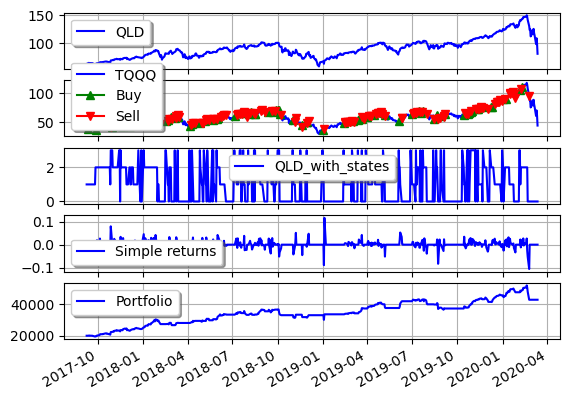 150
QLD
100
TQQQ
100
Buy
50
Sell
2
QLD_with_states
0
0.1
0.0
Simple returns
−0.1
Portfolio
40000
20000
2017-10 2018-01 2018-04 2018-07 2018-10 2019-01 2019-04 2019-07 2019-10 2020-01 2020-04